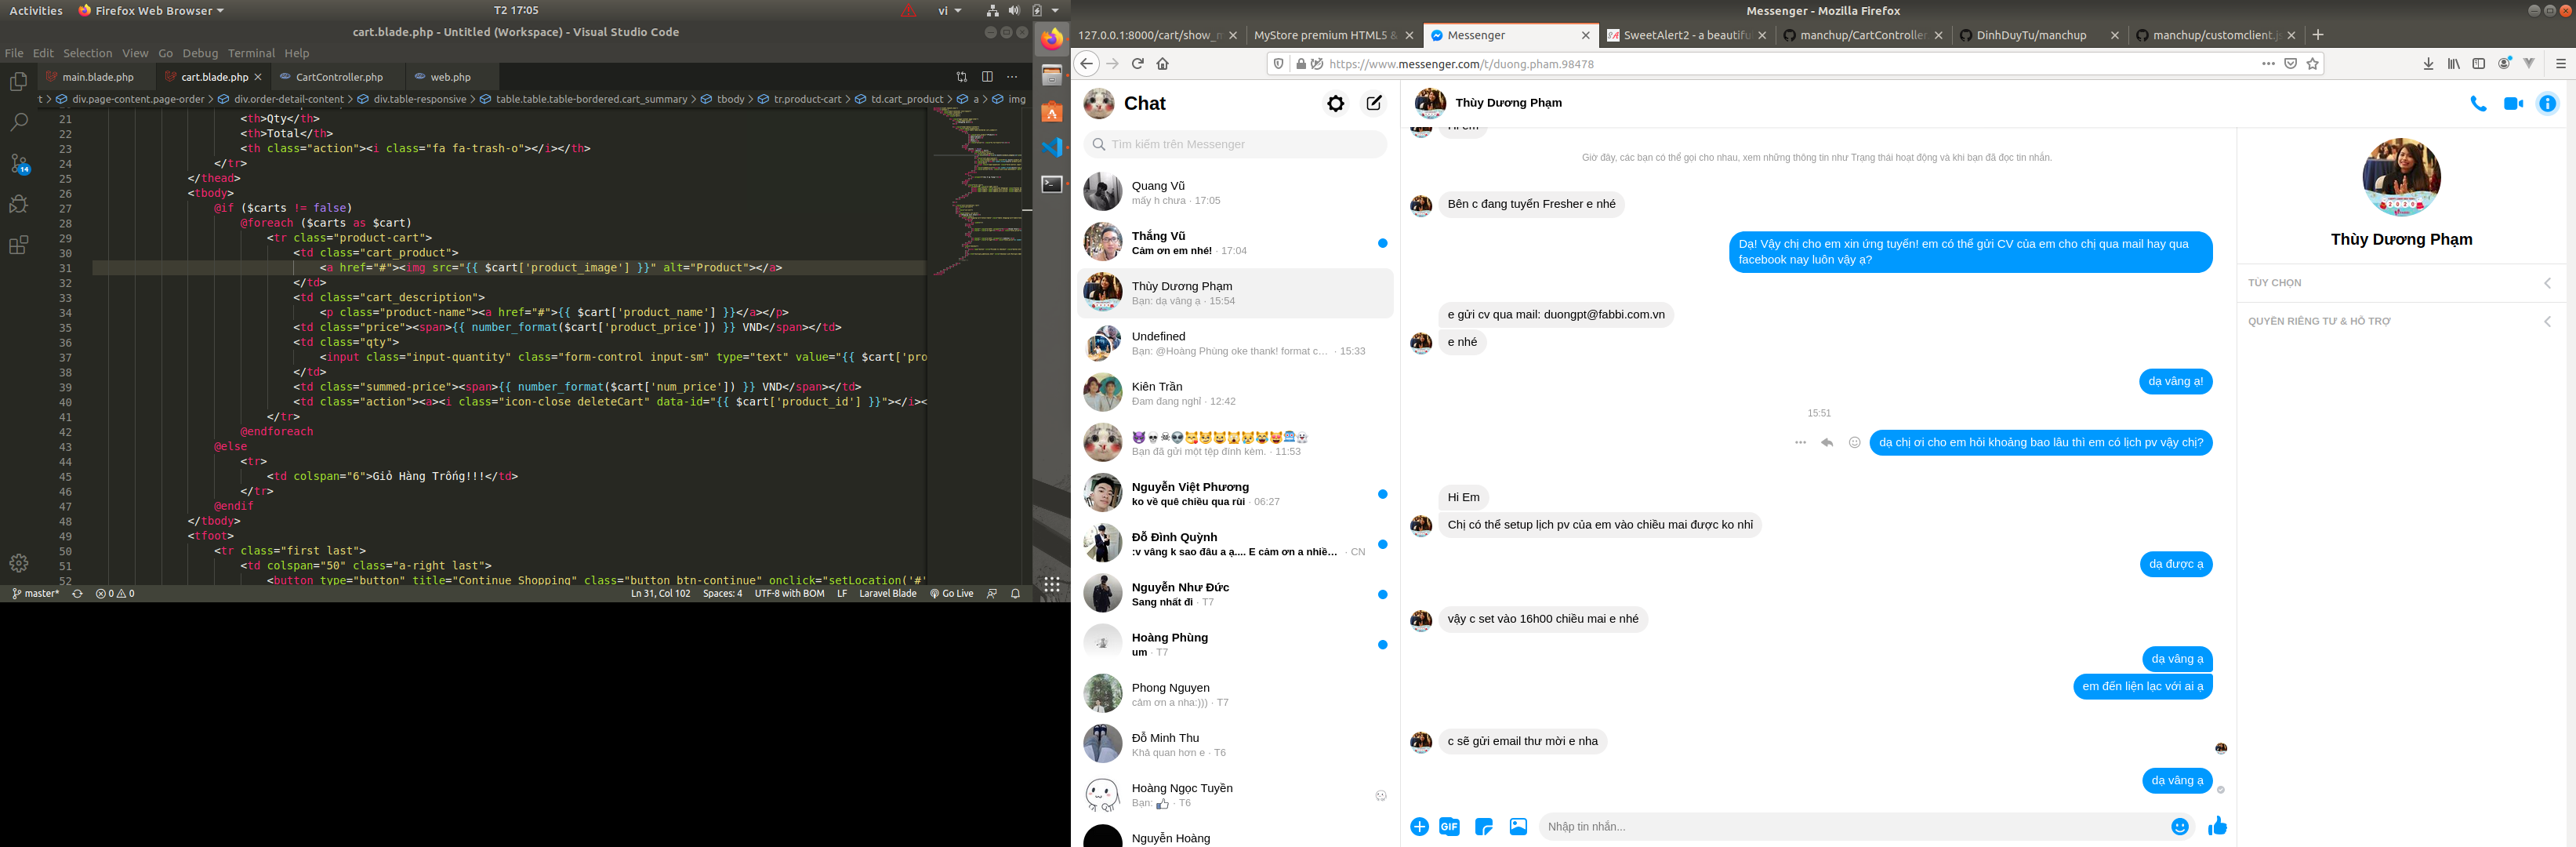 Activities
Firefox Web Browser
T2 17:05
vi
cart.blade.php - Untitled (Workspace) - Visual Studio Code
File Edit Selection View Go Debug Terminal Help
main.blade.php
cart.blade.php
CartController.php
web.php
div.page-content.page-order > div.order-detail-content > div.table-responsive > table.table.table-bordered.cart_summary > tbody > tr.product-cart > td.cart_product > a > img
14
21 <th>Qty</th>
22 <th>Total</th>
23 <th class="action"><i class="fa fa-trash-o"></i></th>
24 </tr>
25 </thead>
26 <tbody>
27 @if ($carts != false)
28 @foreach ($carts as $cart)
29 <tr class="product-cart">
30 <td class="cart_product">
31 <a href="#"><img src="{{ $cart['product_image'] }}" alt="Product"></a>
32 </td>
33 <td class="cart_description">
34 <p class="product-name"><a href="#">{{ $cart['product_name'] }}</a></p>
35 <td class="price"><span>{{ number_format($cart['product_price']) }} VND</span></td>
36 <td class="qty">
37 <input class="input-quantity" class="form-control input-sm" type="text" value="{{ $cart['pro
38 </td>
39 <td class="summed-price"><span>{{ number_format($cart['num_price']) }} VND</span></td>
40 <td class="action"><a><i class="icon-close deleteCart" data-id="{{ $cart['product_id'] }}"></i><
41 </tr>
42 @endforeach
43 @else
44 <tr>
45 <td colspan="6">Giỏ Hàng Trống!!!</td>
46 </tr>
47 @endif
48 </tbody>
49 <tfoot>
50 <tr class="first last">
51 <td colspan="50" class="a-right last">
52 <button type="button" title="Continue Shopping" class="button btn-continue" onclick="setLocation('#'
master*
0 0
Ln 31, Col 102
Spaces: 4
UTF-8 with BOM
LF
Laravel Blade
Go Live
Messenger - Mozilla Firefox
127.0.0.1:8000/cart/show_m
MyStore premium HTML5 &
Messenger
SweetAlert2 - a beautiful
manchup/CartController
DinhDuyTu/manchup
manchup/customclient.js
https://www.messenger.com/t/duong.pham.98478
Chat
Tìm kiếm trên Messenger
Quang Vũ
mấy h chưa · 17:05
Thắng Vũ
Cảm ơn em nhé! · 17:04
Thùy Dương Phạm
Bạn: dạ vâng ạ · 15:54
Undefined
Bạn: @Hoàng Phùng oke thank! format c… · 15:33
Kiên Trần
Đam đang nghỉ · 12:42
Bạn đã gửi một tệp đính kèm. · 11:53
Nguyễn Việt Phương
ko về quê chiều qua rùi · 06:27
Đỗ Đình Quỳnh
:v vâng k sao đâu a ạ.... E cảm ơn a nhiề… · CN
Nguyễn Như Đức
Sang nhất đi · T7
Hoàng Phùng
um · T7
Phong Nguyen
cảm ơn a nha:))) · T7
Đỗ Minh Thu
Khả quan hơn e · T6
Hoàng Ngọc Tuyền
Bạn: · T6
Nguyễn Hoàng
Thùy Dương Phạm
Hi em
Giờ đây, các bạn có thể gọi cho nhau, xem những thông tin như Trạng thái hoạt động và khi bạn đã đọc tin nhắn.
Bên c đang tuyển Fresher e nhé
Dạ! Vậy chị cho em xin ứng tuyển! em có thể gửi CV của em cho chị qua mail hay qua
facebook nay luôn vậy ạ?
e gửi cv qua mail: duongpt@fabbi.com.vn
e nhé
dạ vâng ạ!
15:51
dạ chị ơi cho em hỏi khoảng bao lâu thì em có lịch pv vậy chị?
Hi Em
Chị có thể setup lịch pv của em vào chiều mai được ko nhỉ
dạ được ạ
vậy c set vào 16h00 chiều mai e nhé
dạ vâng ạ
em đến liện lạc với ai ạ
c sẽ gửi email thư mời e nha
dạ vâng ạ
GIF
Nhập tin nhắn...
2020
Thùy Dương Phạm
TÙY CHỌN
QUYỀN RIÊNG TƯ & HỖ TRỢ